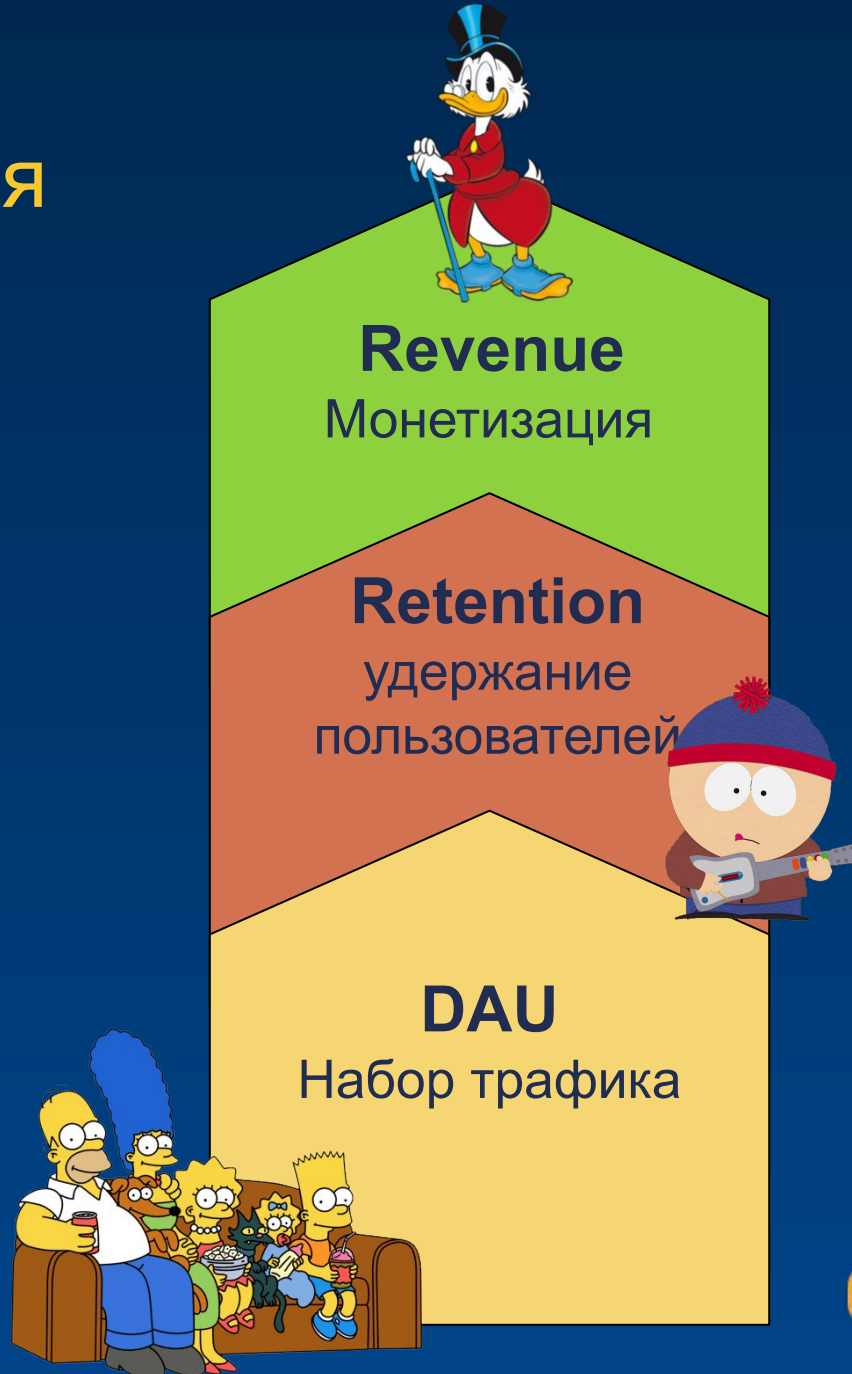 я
Revenue
Монетизация
Retention
удержание
пользователей
DAU
Набор трафика